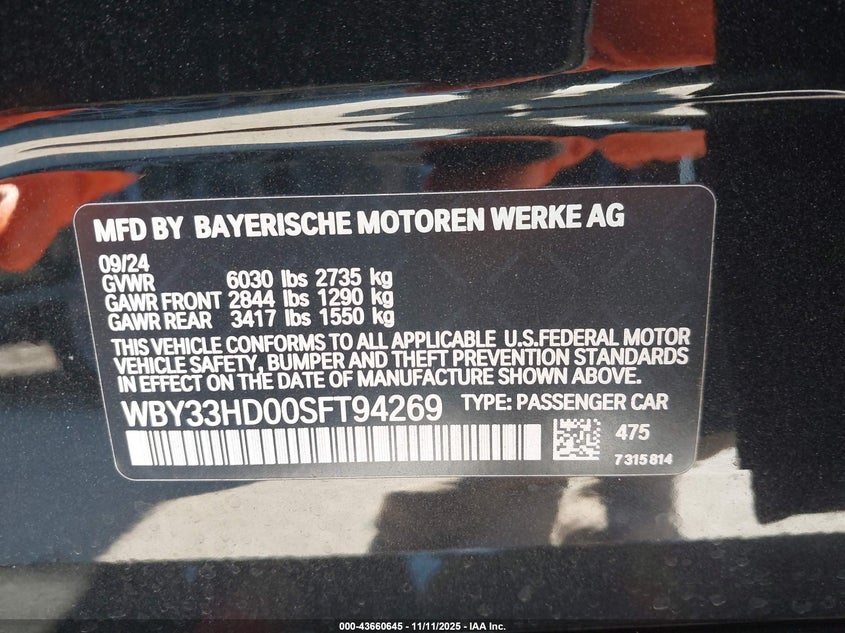 MFD BY BAYERISCHE MOTOREN WERKE AG
09/24
GVWR 6030 lbs 2735 kg
GAWR FRONT 2844 lbs 1290 kg
GAWR REAR 3417 lbs 1550 kg
THIS VEHICLE CONFORMS TO ALL APPLICABLE U.S.FEDERAL MOTOR
VEHICLE SAFETY, BUMPER AND THEFT PREVENTION STANDARDS
IN EFFECT ON THE DATE OF MANUFACTURE SHOWN ABOVE.
WBY33HD00SFT94269 TYPE: PASSENGER CAR
475
7315814
000-43660645 - 11/11/2025 - IAA Inc.